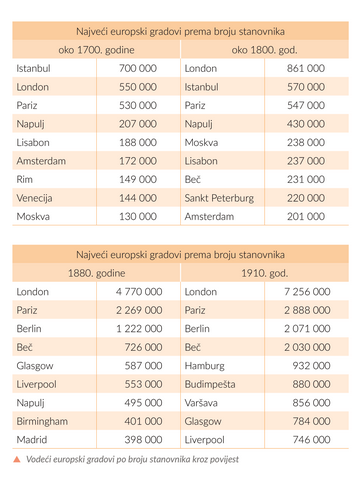 Najveći europski gradovi prema broju stanovnika
oko 1700. godine oko 1800. god.
Istanbul 700 000 London 861 000
London 550 000 Istanbul 570 000
Pariz 530 000 Pariz 547 000
Napulj 207 000 Napulj 430 000
Lisabon 188 000 Moskva 238 000
Amsterdam 172 000 Lisabon 237 000
Rim 149 000 Beč 231 000
Venecija 144 000 Sankt Peterburg 220 000
Moskva 130 000 Amsterdam 201 000
Najveći europski gradovi prema broju stanovnika
1880. godine 1910. god.
London 4 770 000 London 7 256 000
Pariz 2 269 000 Pariz 2 888 000
Berlin 1 222 000 Berlin 2 071 000
Beč 726 000 Beč 2 030 000
Glasgow 587 000 Hamburg 932 000
Liverpool 553 000 Budimpešta 880 000
Napulj 495 000 Varšava 856 000
Birmingham 401 000 Glasgow 784 000
Madrid 398 000 Liverpool 746 000
Vodeći europski gradovi po broju stanovnika kroz povijest